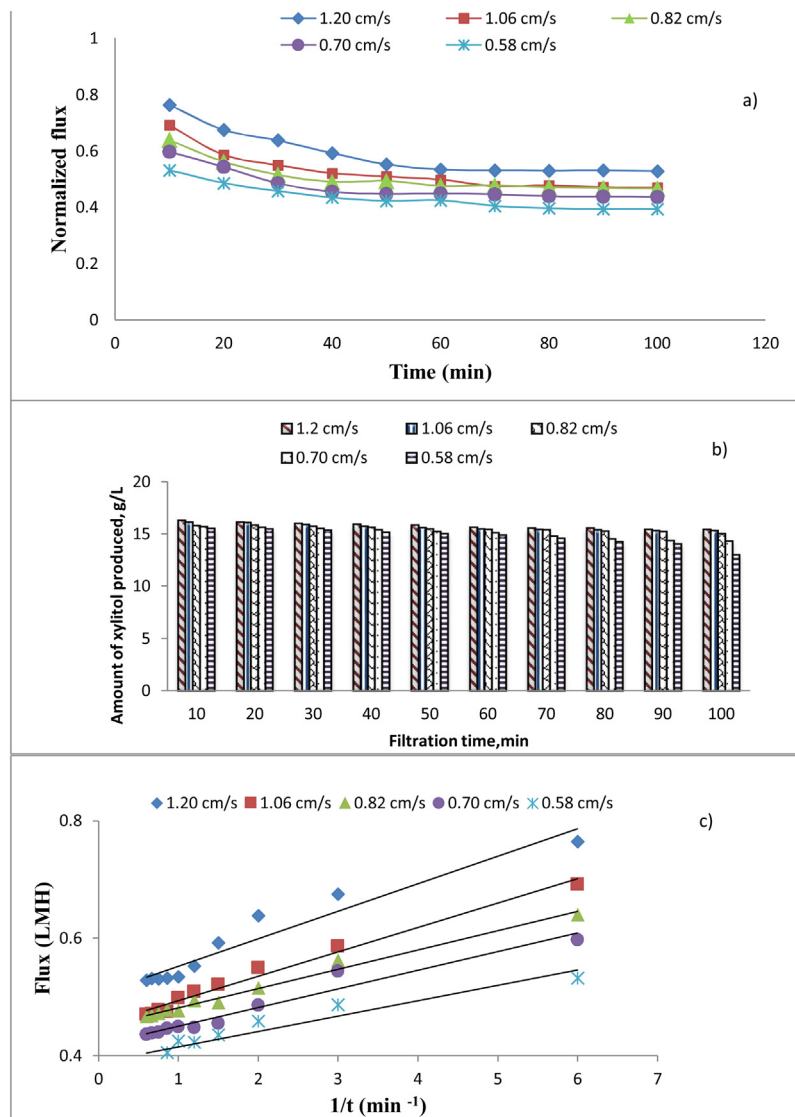 1.20 cm/s 1.06 cm/s 0.82 cm/s
0.70 cm/s 0.58 cm/s
a)
Normalized flux
1
0.8
0.6
0.4
0.2
0
0 20 40 60 80 100 120
Time (min)
1.2 cm/s 1.06 cm/s 0.82 cm/s
0.70 cm/s 0.58 cm/s
b)
Amount of xylitol produced, g/L
20
15
10
5
0
10 20 30 40 50 60 70 80 90 100
Filtration time,min
1.20 cm/s 1.06 cm/s 0.82 cm/s 0.70 cm/s 0.58 cm/s
c)
Flux (LMH)
0.8
0.6
0.4
0 1 2 3 4 5 6 7
1/t (min -1)